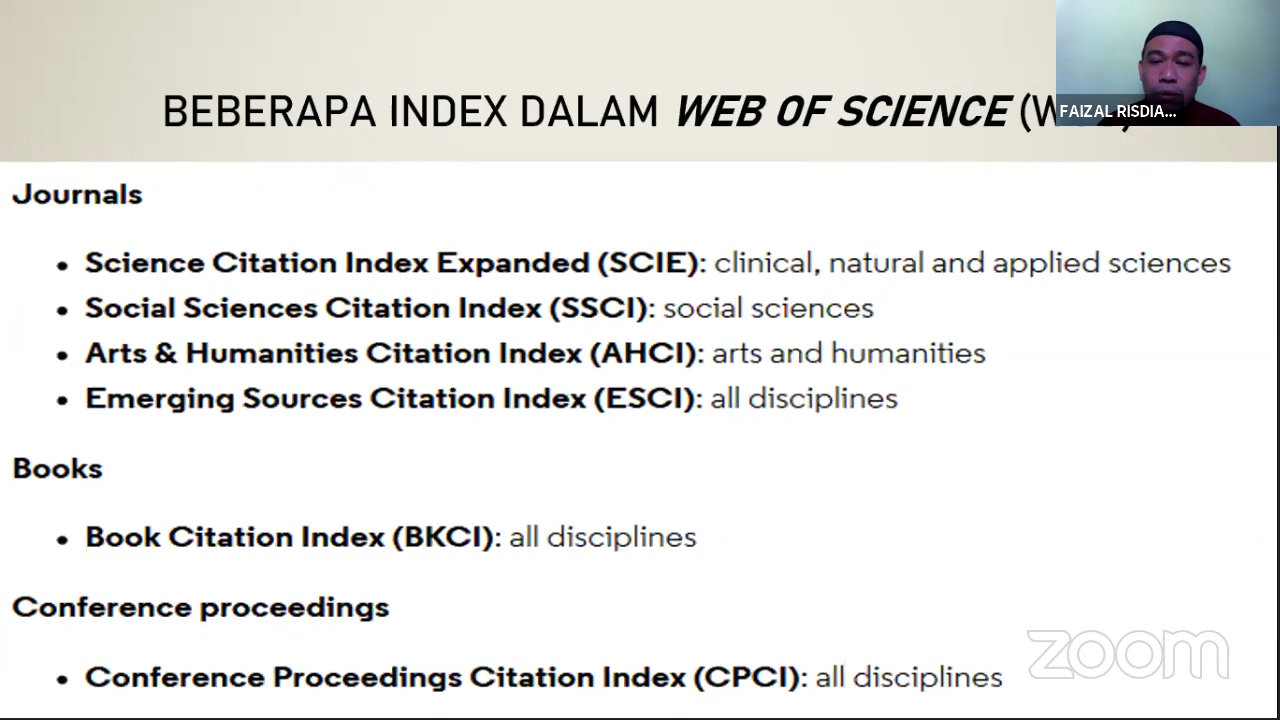 BEBERAPA INDEX DALAM WEB OF SCIENCE
FAIZAL RISDIA...
Journals
• Science Citation Index Expanded (SCIE): clinical, natural and applied sciences
• Social Sciences Citation Index (SSCI): social sciences
• Arts & Humanities Citation Index (AHCI): arts and humanities
• Emerging Sources Citation Index (ESCI): all disciplines
Books
• Book Citation Index (BKCI): all disciplines
Conference proceedings
• Conference Proceedings Citation Index (CPCI): all disciplines
zoom